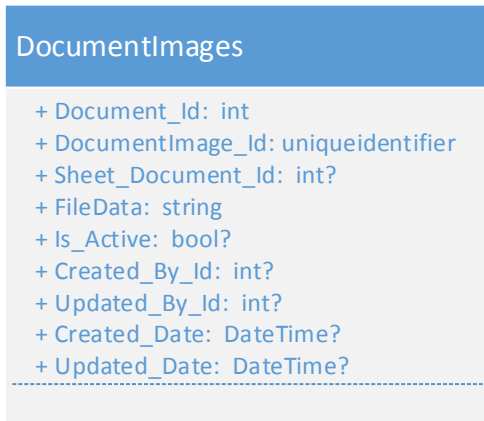 DocumentImages
+ Document_Id: int
+ DocumentImage_Id: uniqueidentifier
+ Sheet_Document_Id: int?
+ FileData: string
+ Is_Active: bool?
+ Created_By_Id: int?
+ Updated_By_Id: int?
+ Created_Date: DateTime?
+ Updated_Date: DateTime?